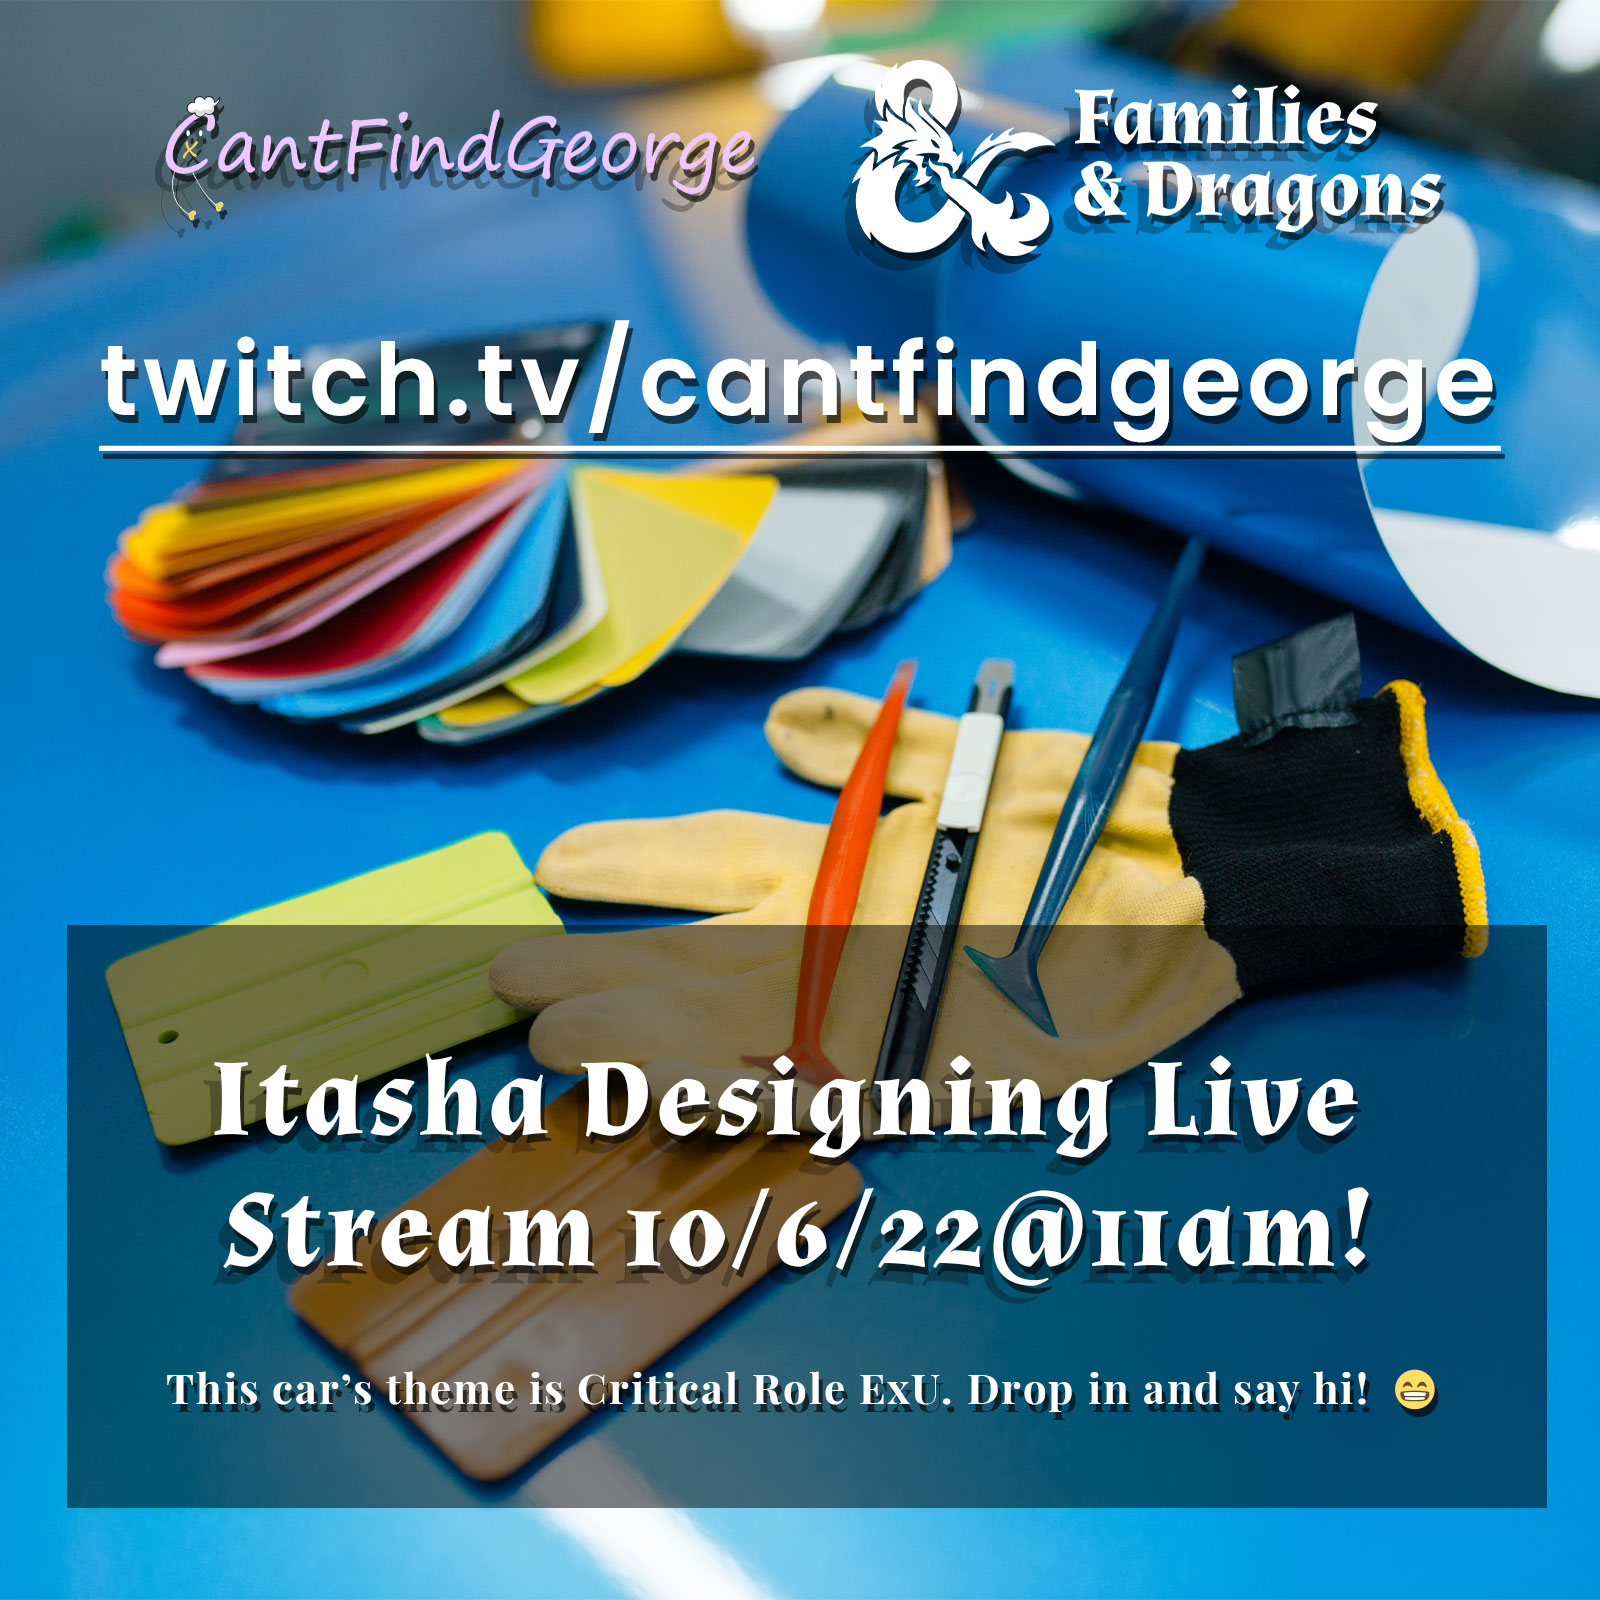 CantFindGeorge
Families
& Dragons
twitch.tv/cantfindgeorge
Itasha Designing Live
Stream 10/6/22@11am!
This car’s theme is Critical Role ExU. Drop in and say hi! 😁